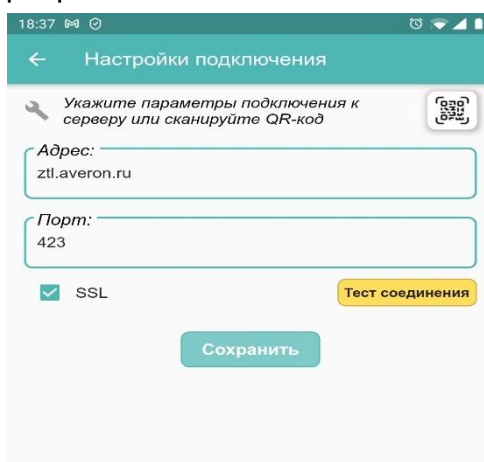 18:37
Настройки подключения
Укажите параметры подключения к
серверу или сканируйте QR-код
Адрес:
ztl.averon.ru
Порт:
423
SSL
Тест соединения
Сохранить